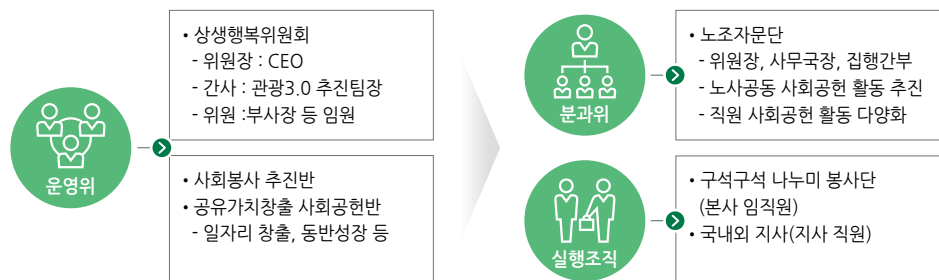 운영위
• 상생행복위원회
- 위원장 : CEO
- 간사 : 관광3.0 추진팀장
- 위원 :부사장 등 임원
• 사회봉사 추진반
• 공유가치창출 사회공헌반
- 일자리 창출, 동반성장 등
분과위
• 노조자문단
- 위원장, 사무국장, 집행간부
- 노사공동 사회공헌 활동 추진
- 직원 사회공헌 활동 다양화
실행조직
• 구석구석 나누미 봉사단
(본사 임직원)
• 국내외 지사(지사 직원)